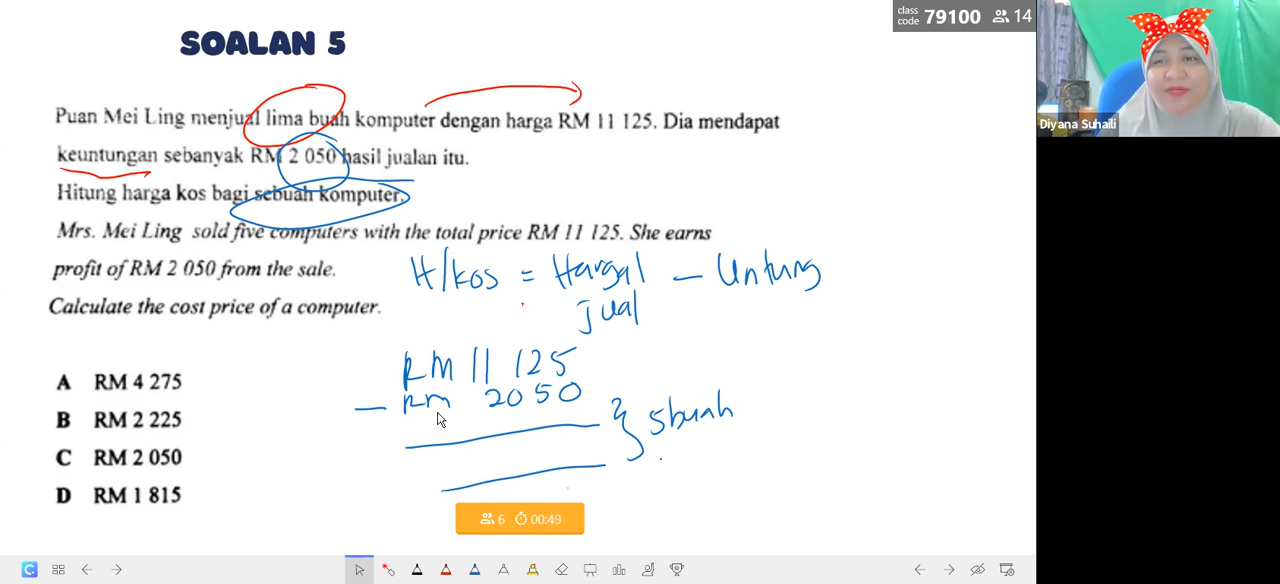 class code 79100 14
SOALAN 5
Diyana Suhaili
Puan Mei Ling menjual lima buah komputer dengan harga RM 11 125. Dia mendapat
keuntungan sebanyak RM 2 050 hasil jualan itu.
Hitung harga kos bagi sebuah komputer.
Mrs. Mei Ling sold five computers with the total price RM 11 125. She earns
profit of RM 2 050 from the sale.
Calculate the cost price of a computer.
H/kos = Harga jual — Untung
RM 11 125
— RM 2050
5buah
A RM 4 275
B RM 2 225
C RM 2 050
D RM 1 815
6 00:49